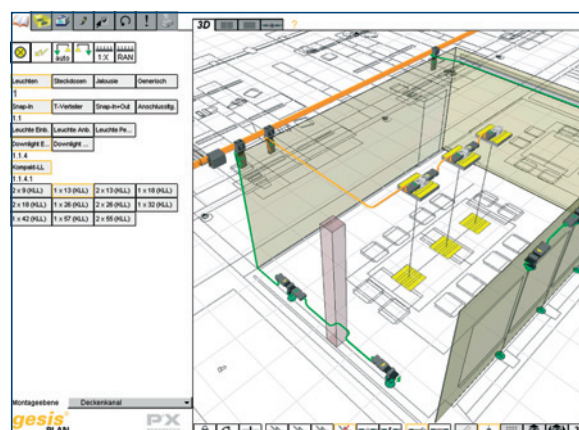 3D
?
auto
1:X
RAN
Leuchten Steckdosen Jalousie Generisch
1
Snap-In T-Verteiler Snap-In+Out Anschlussltg.
1.1
Leuchte Einb. Leuchte Anb. Leuchte Pe...
Downlight E... Downlight ...
1.1.4
Kompakt-LL
1.1.4.1
2 x 9 (KLL) 1 x 13 (KLL) 2 x 13 (KLL) 1 x 18 (KLL)
2 x 18 (KLL) 1 x 26 (KLL) 2 x 26 (KLL) 1 x 32 (KLL)
1 x 42 (KLL) 1 x 57 (KLL) 2 x 55 (KLL)
Montageebene Deckenkanal
gesis®
PLAN
PX